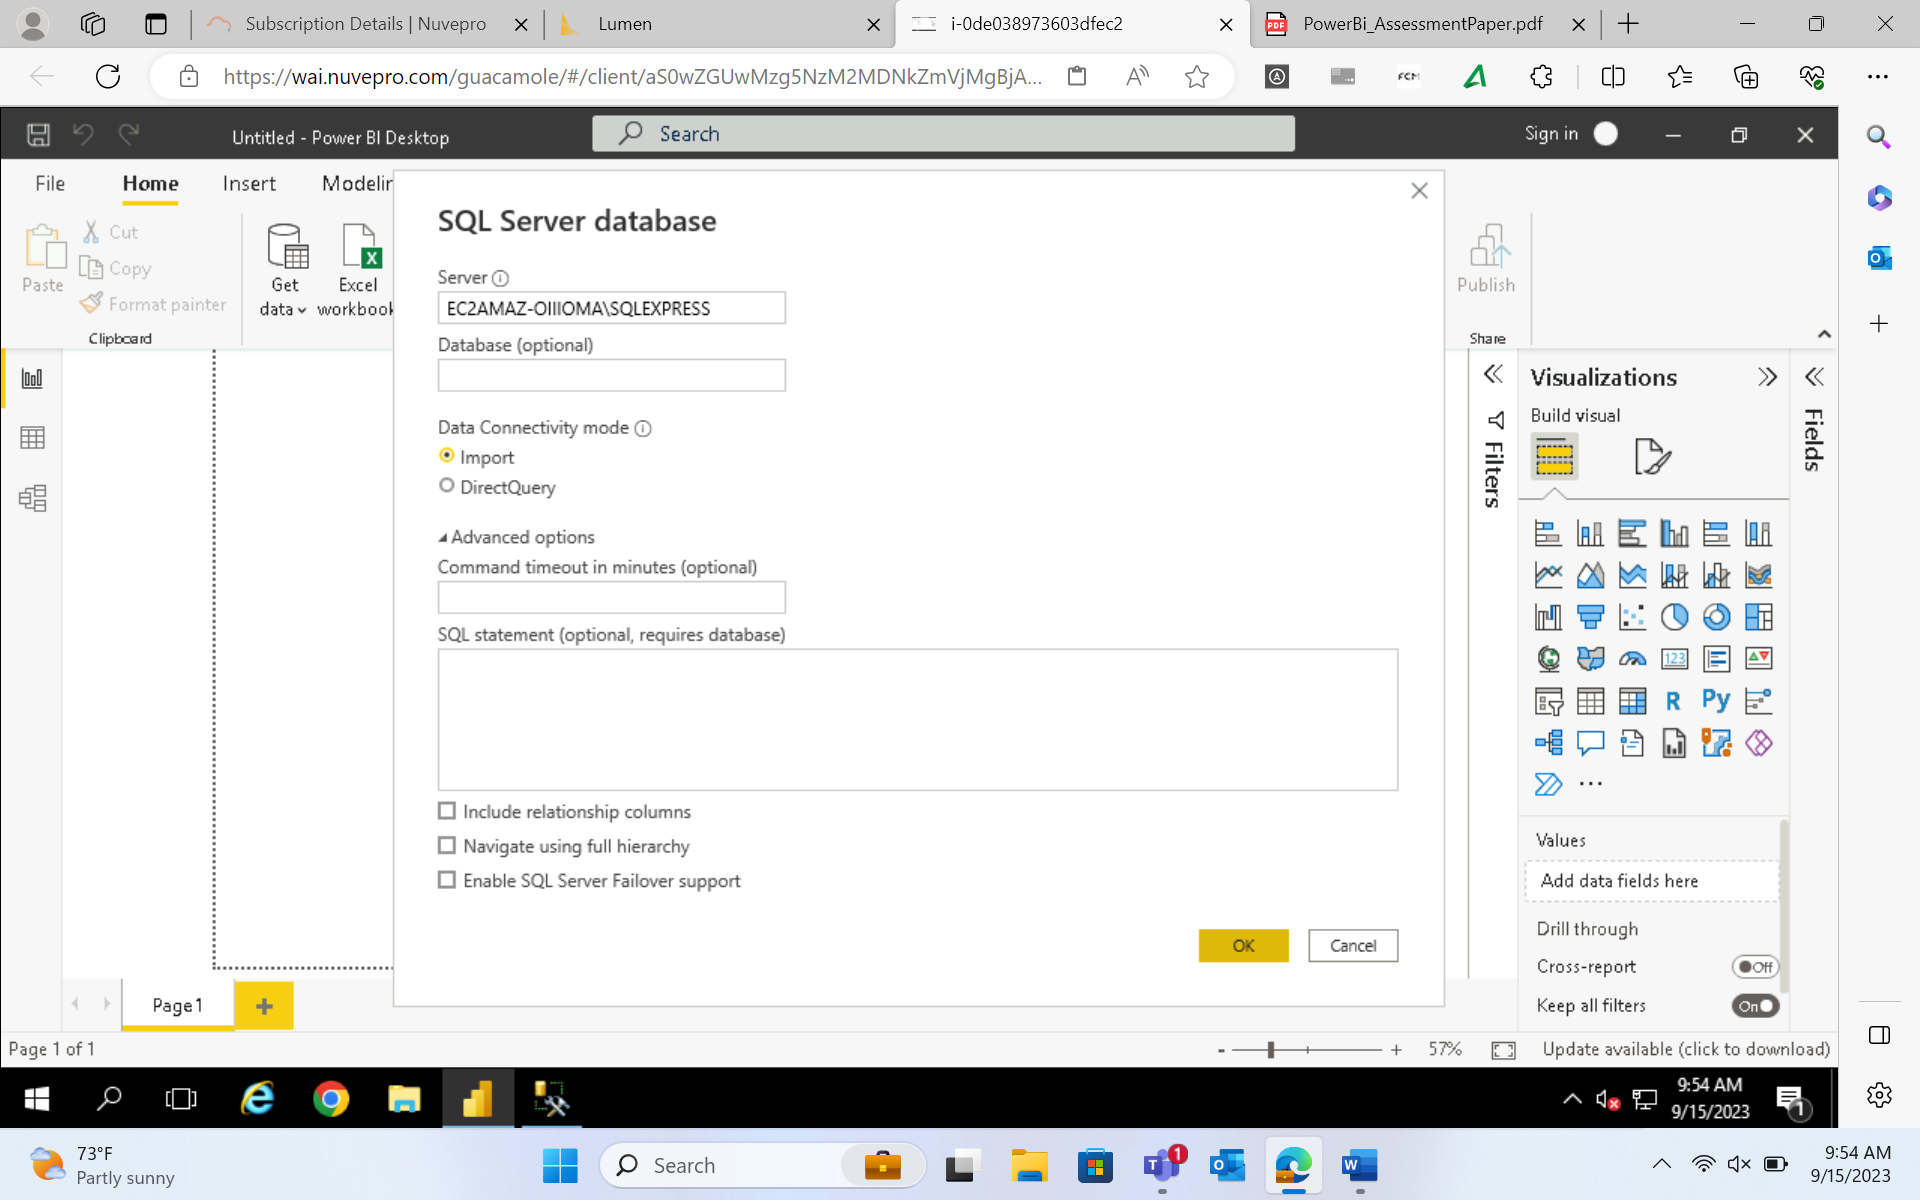 Subscription Details | Nuvepro
Lumen
i-0de038973603dfec2
PowerBi_AssessmentPaper.pdf
https://wai.nuvepro.com/guacamole/#/client/aS0wZGUwMzg5NzM2MDNkZmVjMgBjA...
FCM
Untitled - Power BI Desktop
Search
Sign in
File
Home
Insert
Modelin
Paste
Cut
Copy
Format painter
Clipboard
Get
data
Excel
workbook
Publish
Share
SQL Server database
Server
EC2AMAZ-OIIIOMA\SQLEXPRESS
Database (optional)
Data Connectivity mode
Import
DirectQuery
Advanced options
Command timeout in minutes (optional)
SQL statement (optional, requires database)
Include relationship columns
Navigate using full hierarchy
Enable SQL Server Failover support
OK
Cancel
Filters
Visualizations
Build visual
123
R
Py
Values
Add data fields here
Drill through
Cross-report
Off
Keep all filters
On
Fields
Page 1
Page 1 of 1
- + 57%
Update available (click to download)
9:54 AM
9/15/2023
1
73°F
Partly sunny
Search
1
9:54 AM
9/15/2023